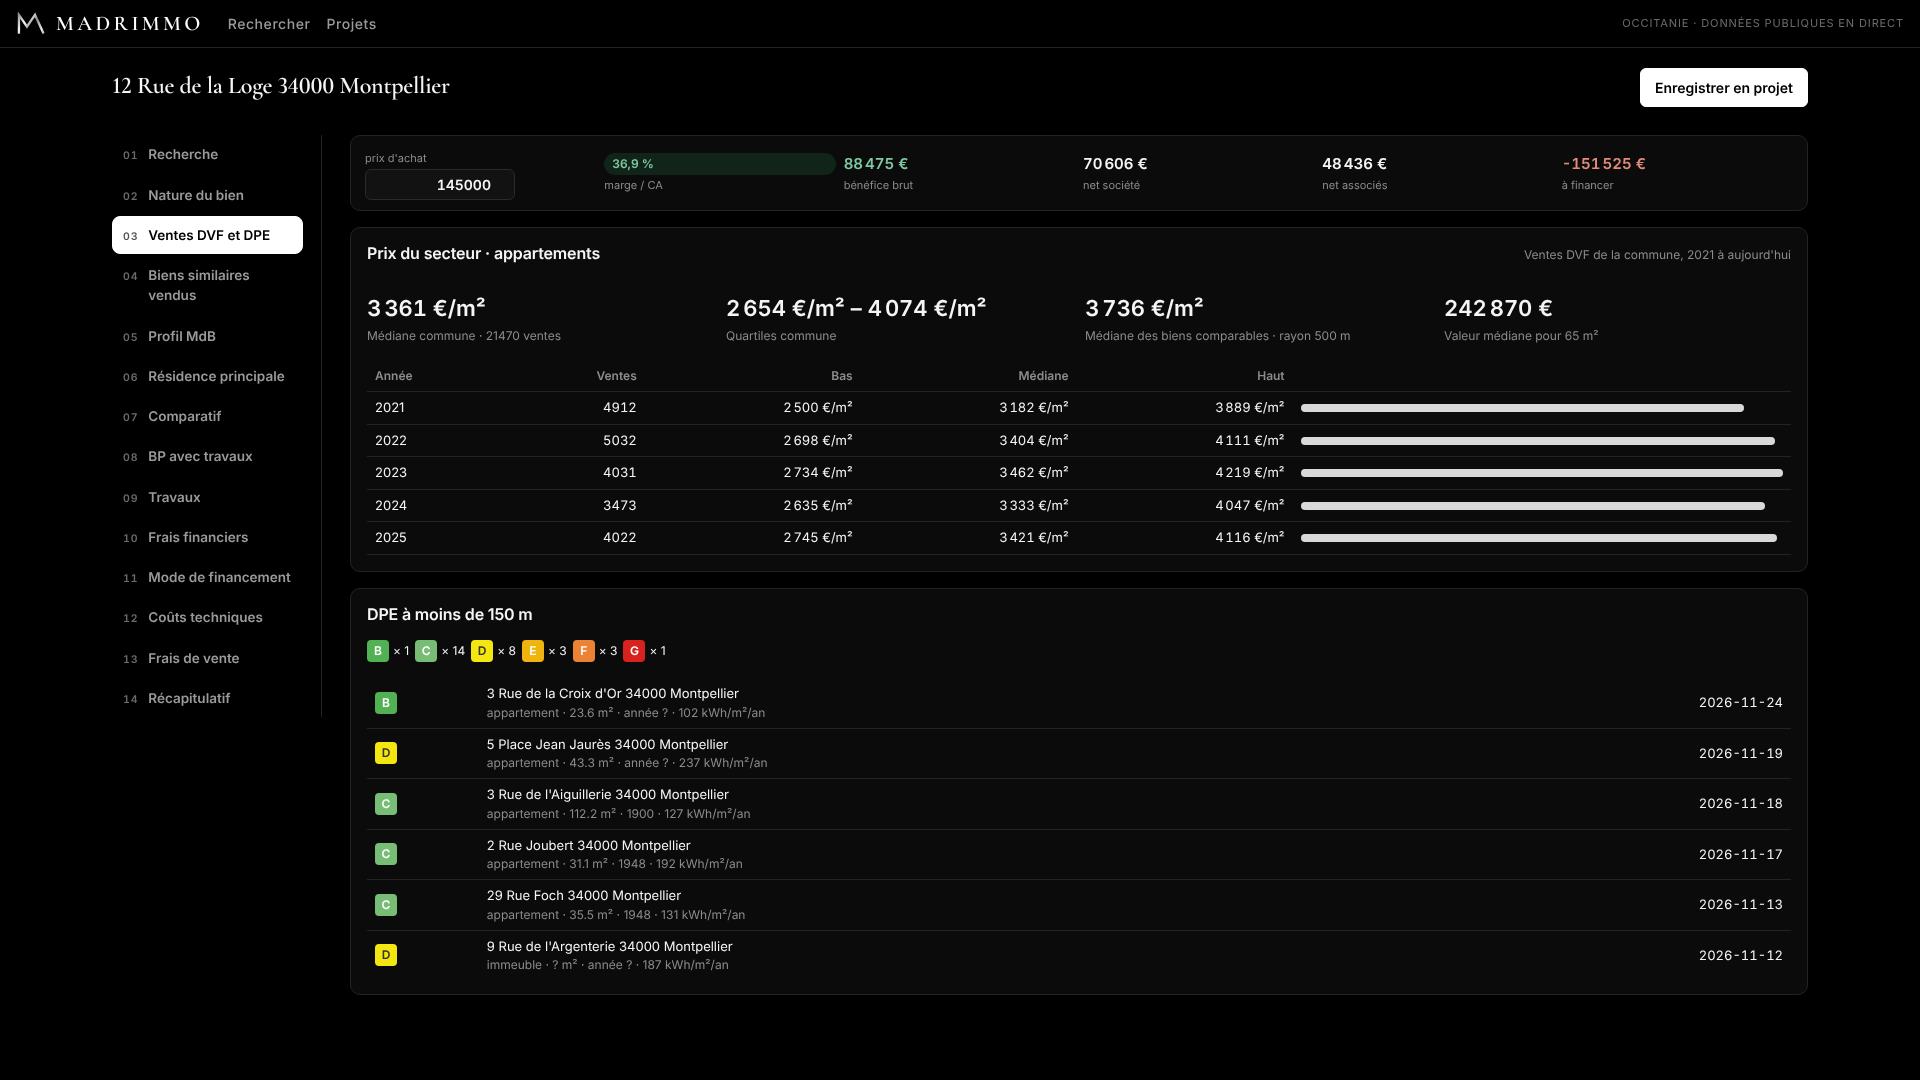 MADRIMMO Rechercher Projets OCCITANIE · DONNÉES PUBLIQUES EN DIRECT
12 Rue de la Loge 34000 Montpellier
Enregistrer en projet
01 Recherche
02 Nature du bien
03 Ventes DVF et DPE
04 Biens similaires
vendus
05 Profil MdB
06 Résidence principale
07 Comparatif
08 BP avec travaux
09 Travaux
10 Frais financiers
11 Mode de financement
12 Coûts techniques
13 Frais de vente
14 Récapitulatif
prix d'achat
145000
36,9 %
marge / CA
88 475 €
bénéfice brut
70 606 €
net société
48 436 €
net associés
-151 525 €
à financer
Prix du secteur · appartements
Ventes DVF de la commune, 2021 à aujourd'hui
3 361 €/m²
Médiane commune · 21470 ventes
2 654 €/m² – 4 074 €/m²
Quartiles commune
3 736 €/m²
Médiane des biens comparables · rayon 500 m
242 870 €
Valeur médiane pour 65 m²
Année Ventes Bas Médiane Haut
2021 4912 2 500 €/m² 3 182 €/m² 3 889 €/m²
2022 5032 2 698 €/m² 3 404 €/m² 4 111 €/m²
2023 4031 2 734 €/m² 3 462 €/m² 4 219 €/m²
2024 3473 2 635 €/m² 3 333 €/m² 4 047 €/m²
2025 4022 2 745 €/m² 3 421 €/m² 4 116 €/m²
DPE à moins de 150 m
B × 1 C × 14 D × 8 E × 3 F × 3 G × 1
B 3 Rue de la Croix d'Or 34000 Montpellier 2026-11-24
appartement · 23.6 m² · année ? · 102 kWh/m²/an
D 5 Place Jean Jaurès 34000 Montpellier 2026-11-19
appartement · 43.3 m² · année ? · 237 kWh/m²/an
C 3 Rue de l'Aiguillerie 34000 Montpellier 2026-11-18
appartement · 112.2 m² · 1900 · 127 kWh/m²/an
C 2 Rue Joubert 34000 Montpellier 2026-11-17
appartement · 31.1 m² · 1948 · 192 kWh/m²/an
C 29 Rue Foch 34000 Montpellier 2026-11-13
appartement · 35.5 m² · 1948 · 131 kWh/m²/an
D 9 Rue de l'Argenterie 34000 Montpellier 2026-11-12
immeuble · ? m² · année ? · 187 kWh/m²/an